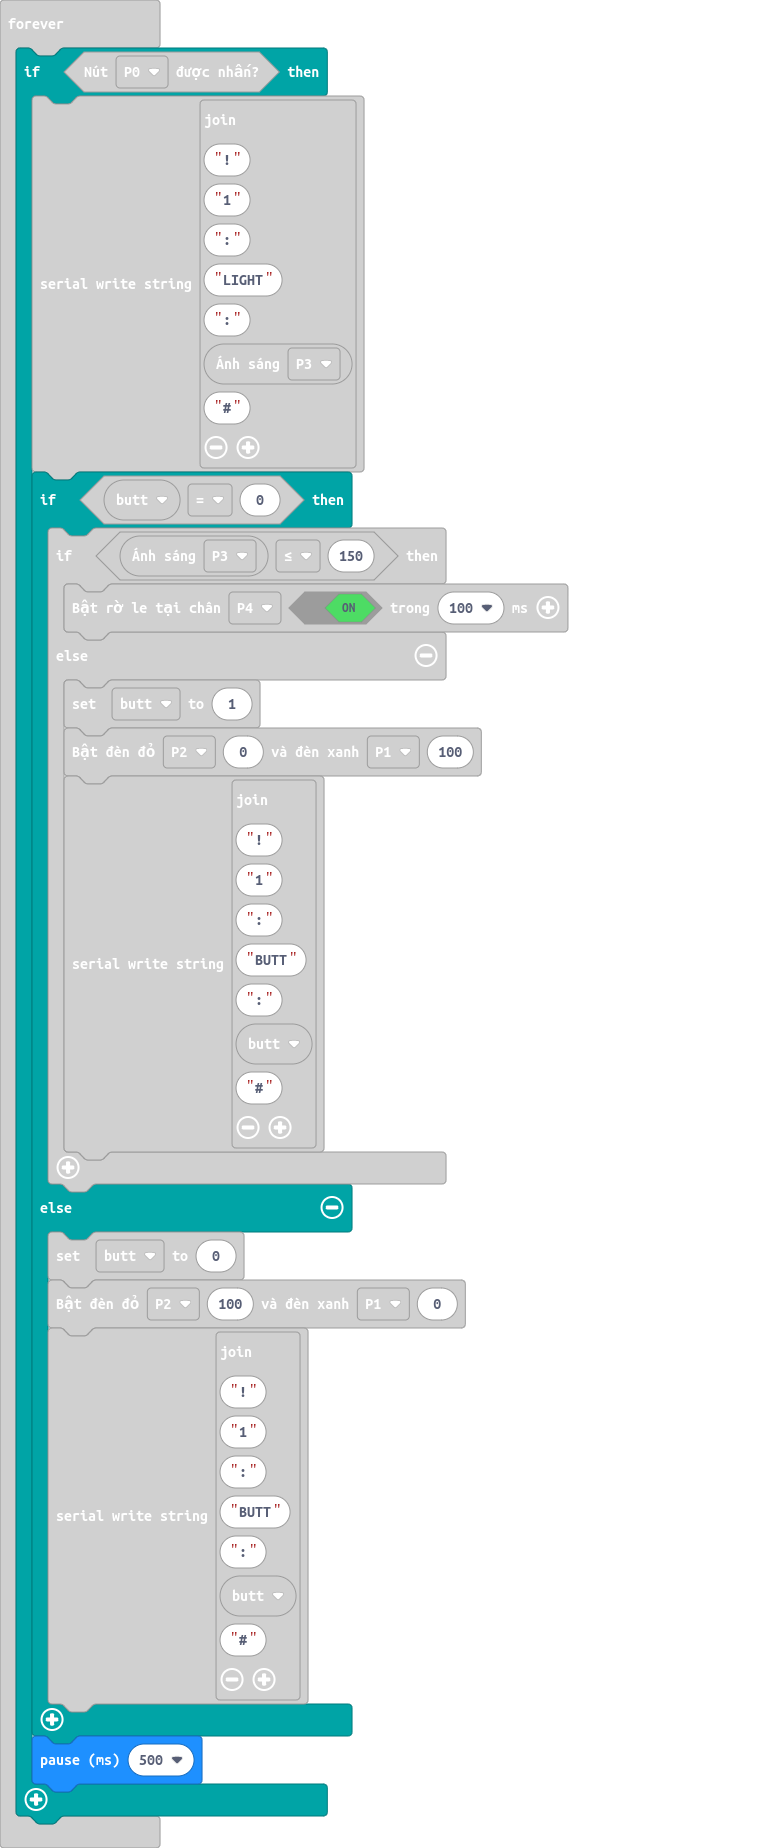 forever
if Nút P0 được nhấn? then
join
"!"
"1"
":"
"LIGHT"
":"
serial write string
Ánh sáng P3
"#"
if butt = 0 then
if Ánh sáng P3 ≤ 150 then
Bật rờ le tại chân P4 ON trong 100 ms
else
set butt to 1
Bật đèn đỏ P2 0 và đèn xanh P1 100
join
"!"
"1"
":"
serial write string "BUTT"
":"
butt
"#"
else
set butt to 0
Bật đèn đỏ P2 100 và đèn xanh P1 0
join
"!"
"1"
":"
serial write string "BUTT"
":"
butt
"#"
pause (ms) 500